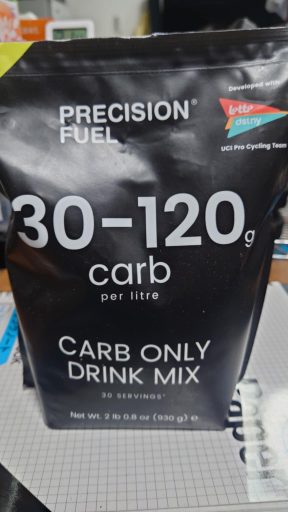 Developed with
lotto
dstny
UCI Pro Cycling Team
PRECISION®
FUEL
30-120g
carb
per litre
CARB ONLY
DRINK MIX
30 SERVINGS*
Net Wt. 2 lb 0.8 oz (930 g) ℮